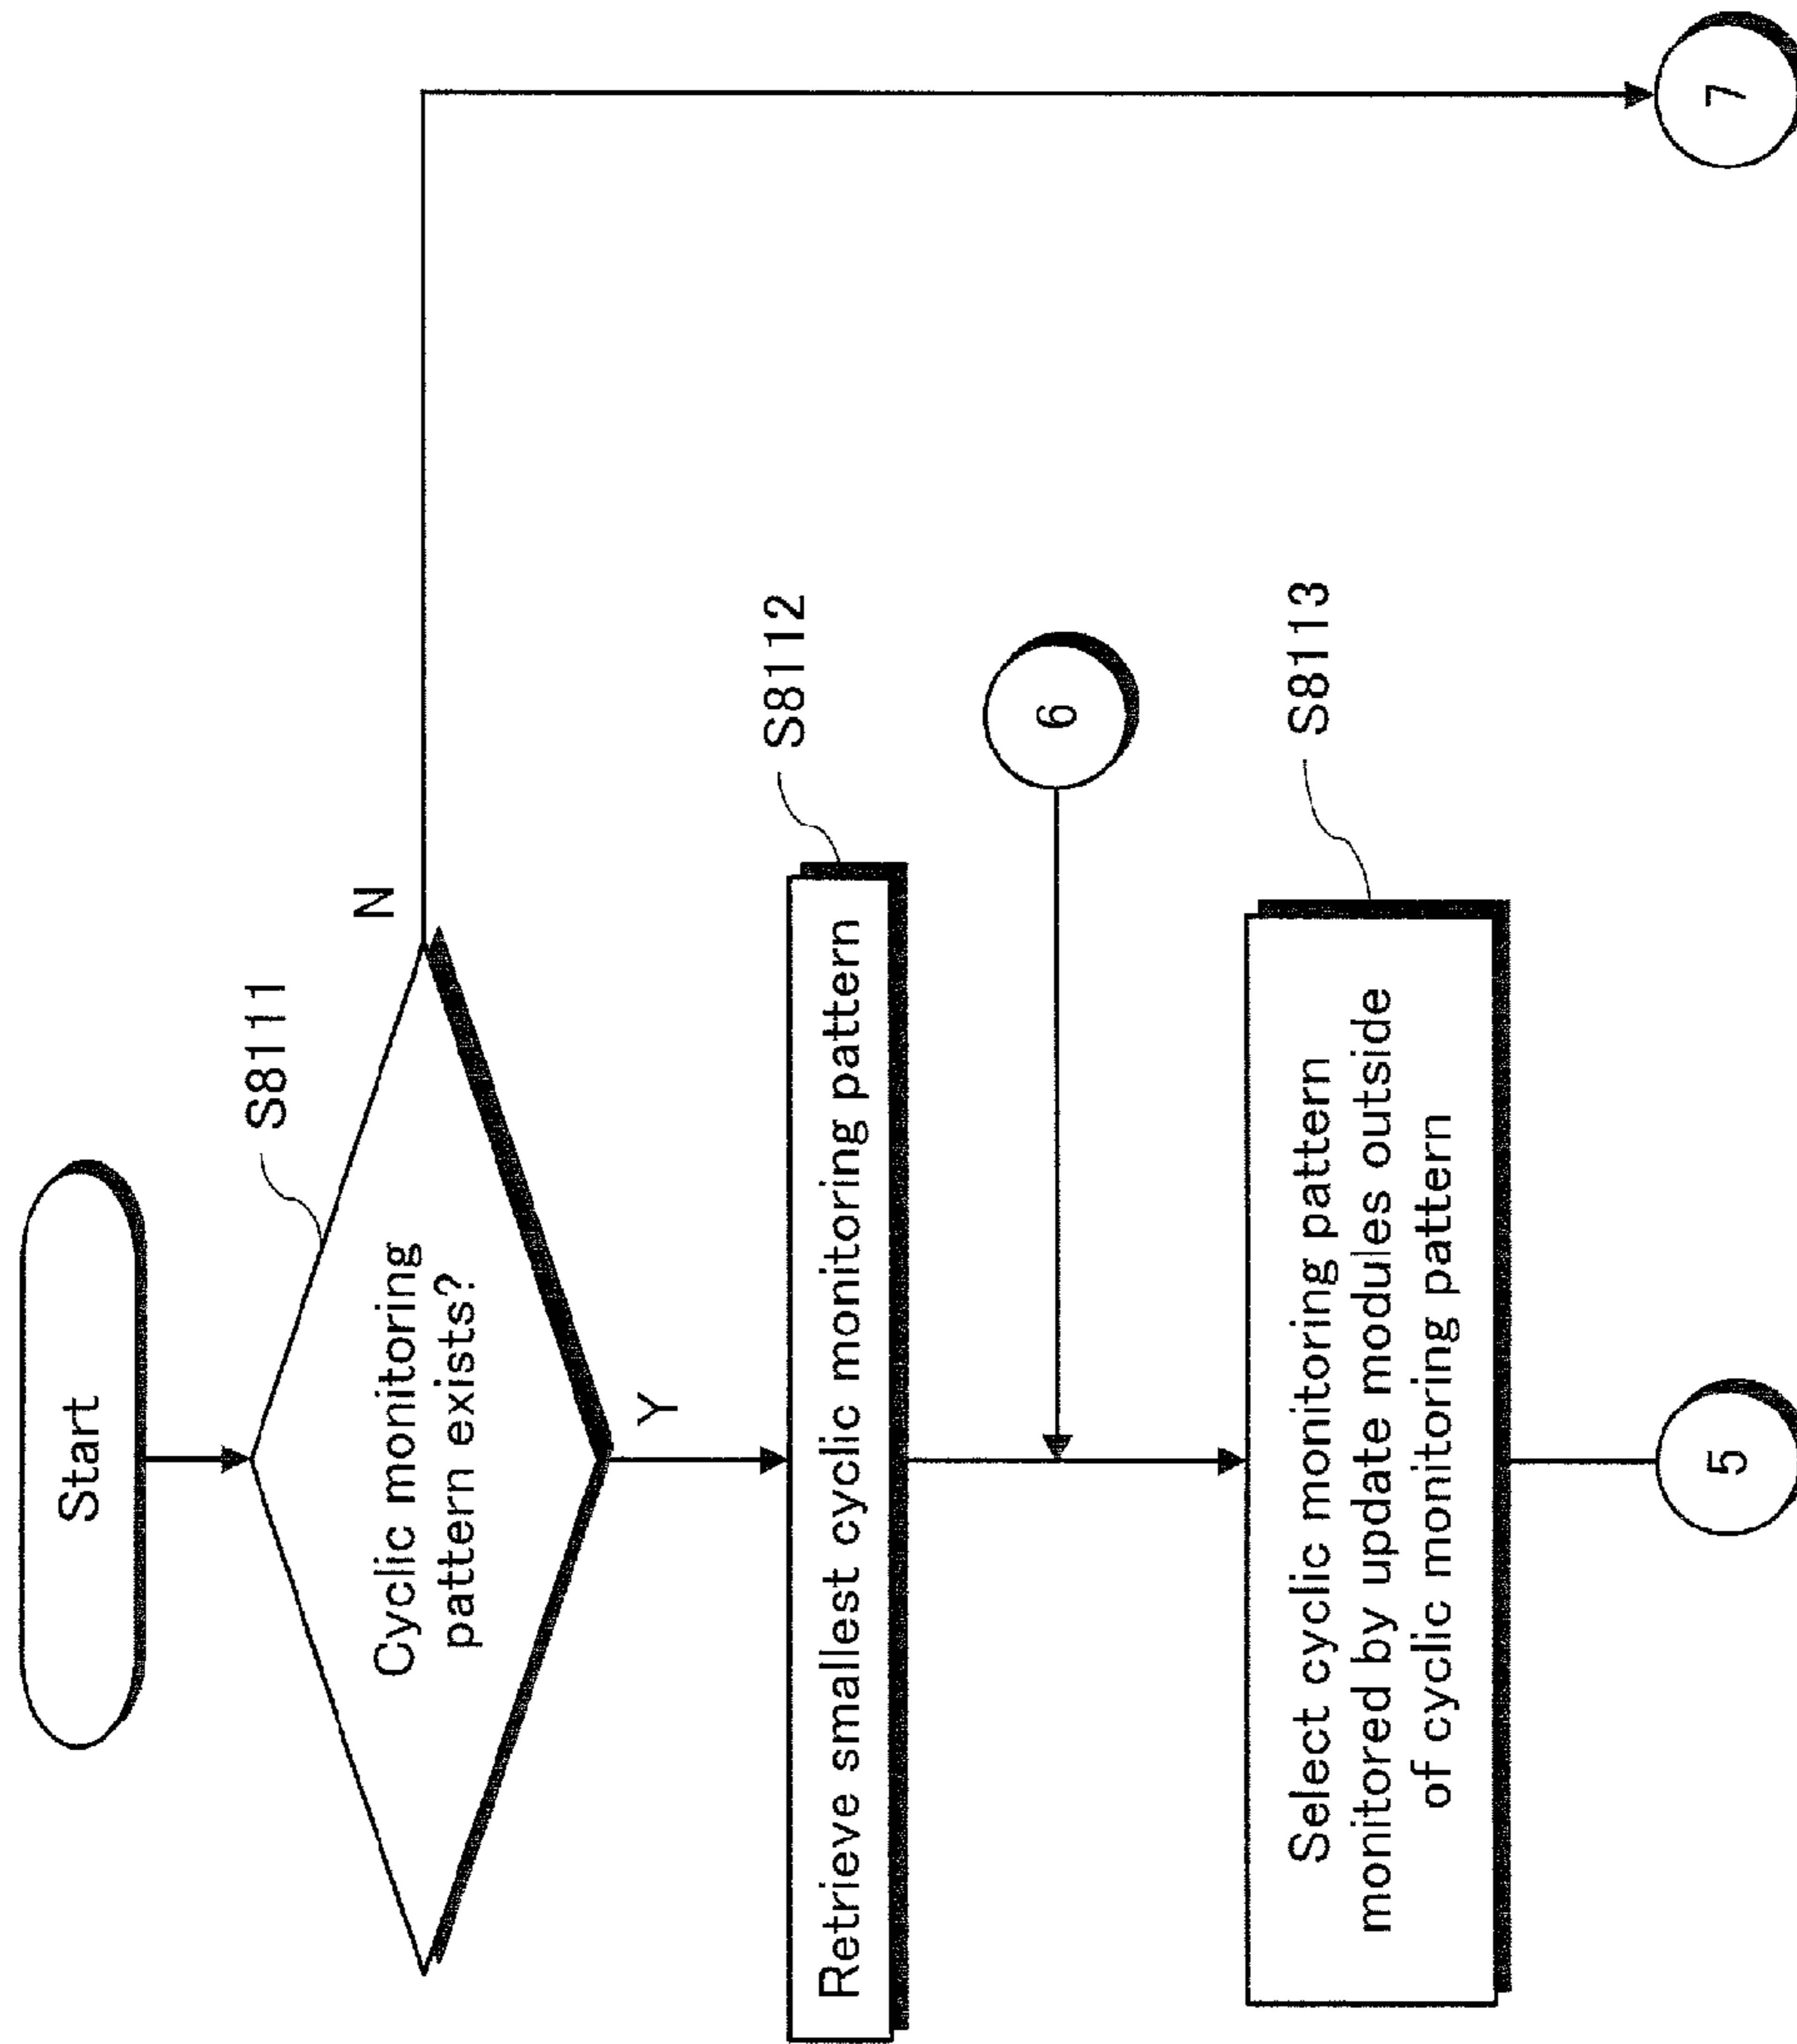 Start
S8111
Cyclic monitoring
pattern exists?
N
Y
S8112
Retrieve smallest cyclic monitoring pattern
6
S8113
Select cyclic monitoring pattern
monitored by update modules outside
of cyclic monitoring pattern
5
7